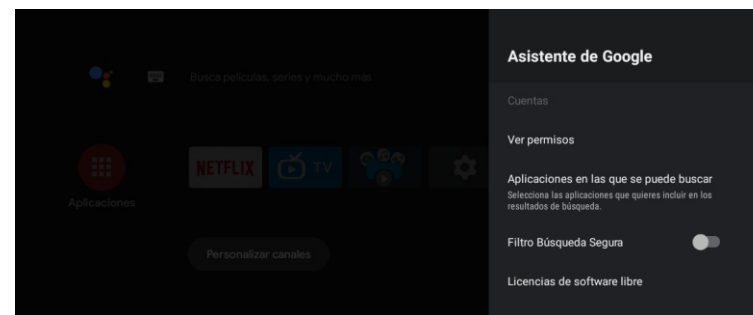 Asistente de Google
Busca películas, series y mucho más
Cuentas
Ver permisos
NETFLIX
TV
Aplicaciones en las que se puede buscar
Selecciona las aplicaciones que quieres incluir en los
resultados de búsqueda.
Aplicaciones
Filtro Búsqueda Segura
Personalizar canales
Licencias de software libre